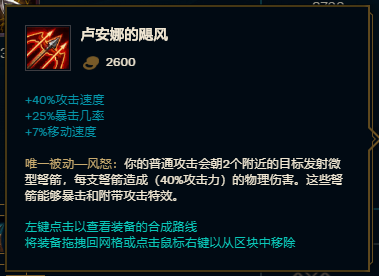 卢安娜的飓风
2600
+40%攻击速度
+25%暴击几率
+7%移动速度
唯一被动—风怒：你的普通攻击会朝2个附近的目标发射微
型弩箭，每支弩箭造成（40%攻击力）的物理伤害。这些弩
箭能够暴击和附带攻击特效。
左键点击以查看装备的合成路线
将装备拖拽回网格或点击鼠标右键以从区块中移除